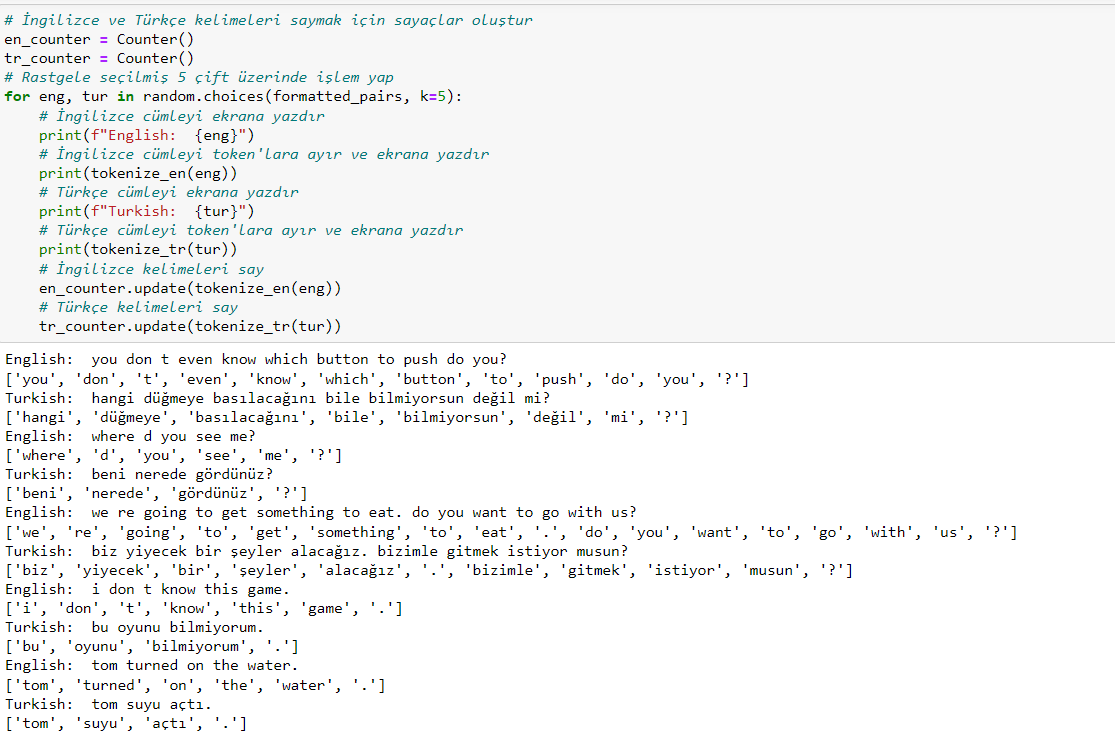 # İngilizce ve Türkçe kelimeleri saymak için sayaçlar oluştur
en_counter = Counter()
tr_counter = Counter()
# Rastgele seçilmiş 5 çift üzerinde işlem yap
for eng, tur in random.choices(formatted_pairs, k=5):
    # İngilizce cümleyi ekrana yazdır
    print(f"English:  {eng}")
    # İngilizce cümleyi token'lara ayır ve ekrana yazdır
    print(tokenize_en(eng))
    # Türkçe cümleyi ekrana yazdır
    print(f"Turkish:  {tur}")
    # Türkçe cümleyi token'lara ayır ve ekrana yazdır
    print(tokenize_tr(tur))
    # İngilizce kelimeleri say
    en_counter.update(tokenize_en(eng))
    # Türkçe kelimeleri say
    tr_counter.update(tokenize_tr(tur))
English:  you don t even know which button to push do you?
['you', 'don', 't', 'even', 'know', 'which', 'button', 'to', 'push', 'do', 'you', '?']
Turkish:  hangi düğmeye basılacağını bile bilmiyorsun değil mi?
['hangi', 'düğmeye', 'basılacağını', 'bile', 'bilmiyorsun', 'değil', 'mi', '?']
English:  where d you see me?
['where', 'd', 'you', 'see', 'me', '?']
Turkish:  beni nerede gördünüz?
['beni', 'nerede', 'gördünüz', '?']
English:  we re going to get something to eat. do you want to go with us?
['we', 're', 'going', 'to', 'get', 'something', 'to', 'eat', '.', 'do', 'you', 'want', 'to', 'go', 'with', 'us', '?']
Turkish:  biz yiyecek bir şeyler alacağız. bizimle gitmek istiyor musun?
['biz', 'yiyecek', 'bir', 'şeyler', 'alacağız', '.', 'bizimle', 'gitmek', 'istiyor', 'musun', '?']
English:  i don t know this game.
['i', 'don', 't', 'know', 'this', 'game', '.']
Turkish:  bu oyunu bilmiyorum.
['bu', 'oyunu', 'bilmiyorum', '.']
English:  tom turned on the water.
['tom', 'turned', 'on', 'the', 'water', '.']
Turkish:  tom suyu açtı.
['tom', 'suyu', 'açtı', '.']